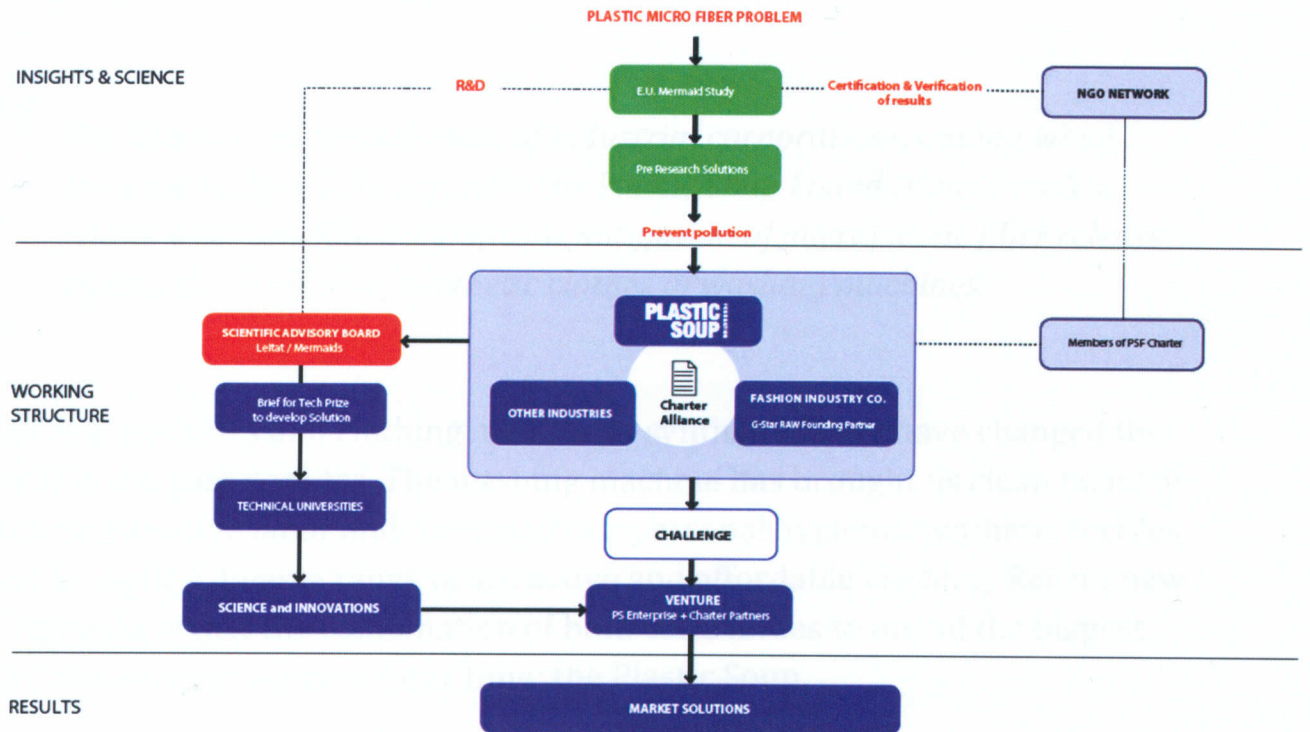 PLASTIC MICRO FIBER PROBLEM
INSIGHTS & SCIENCE
R&D
E.U. Mermaid Study
Certification & Verification
of results
NGO NETWORK
Pre Research Solutions
Prevent pollution
PLASTIC
SOUP
FOUNDATION
SCIENTIFIC ADVISORY BOARD
Leitat / Mermaids
Members of PSF Charter
WORKING
STRUCTURE
Brief for Tech Prize
to develop Solution
OTHER INDUSTRIES
Charter
Alliance
FASHION INDUSTRY CO.
G-Star RAW Founding Partner
TECHNICAL UNIVERSITIES
CHALLENGE
SCIENCE and INNOVATIONS
VENTURE
PS Enterprise + Charter Partners
RESULTS
MARKET SOLUTIONS